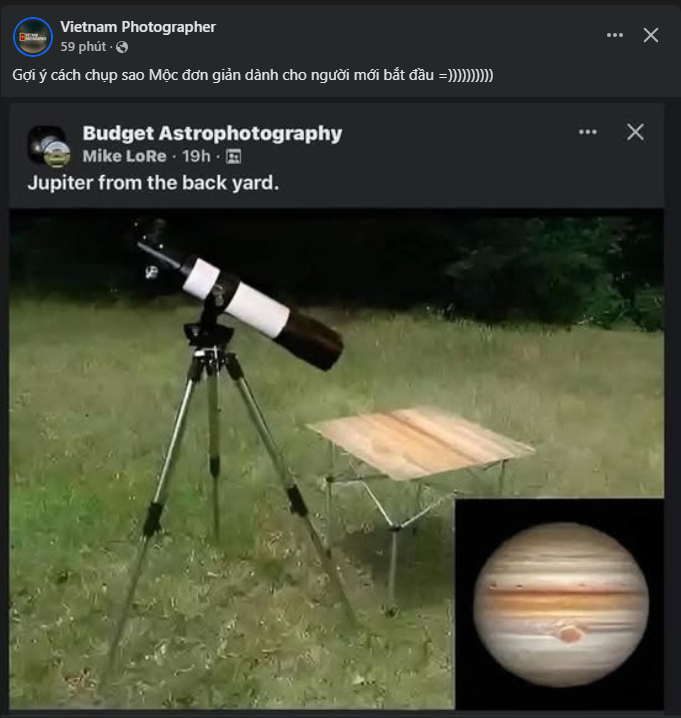 Vietnam Photographer
59 phút
Gợi ý cách chụp sao Mộc đơn giản dành cho người mới bắt đầu =))))))))))
Budget Astrophotography
Mike LoRe · 19h ·
Jupiter from the back yard.